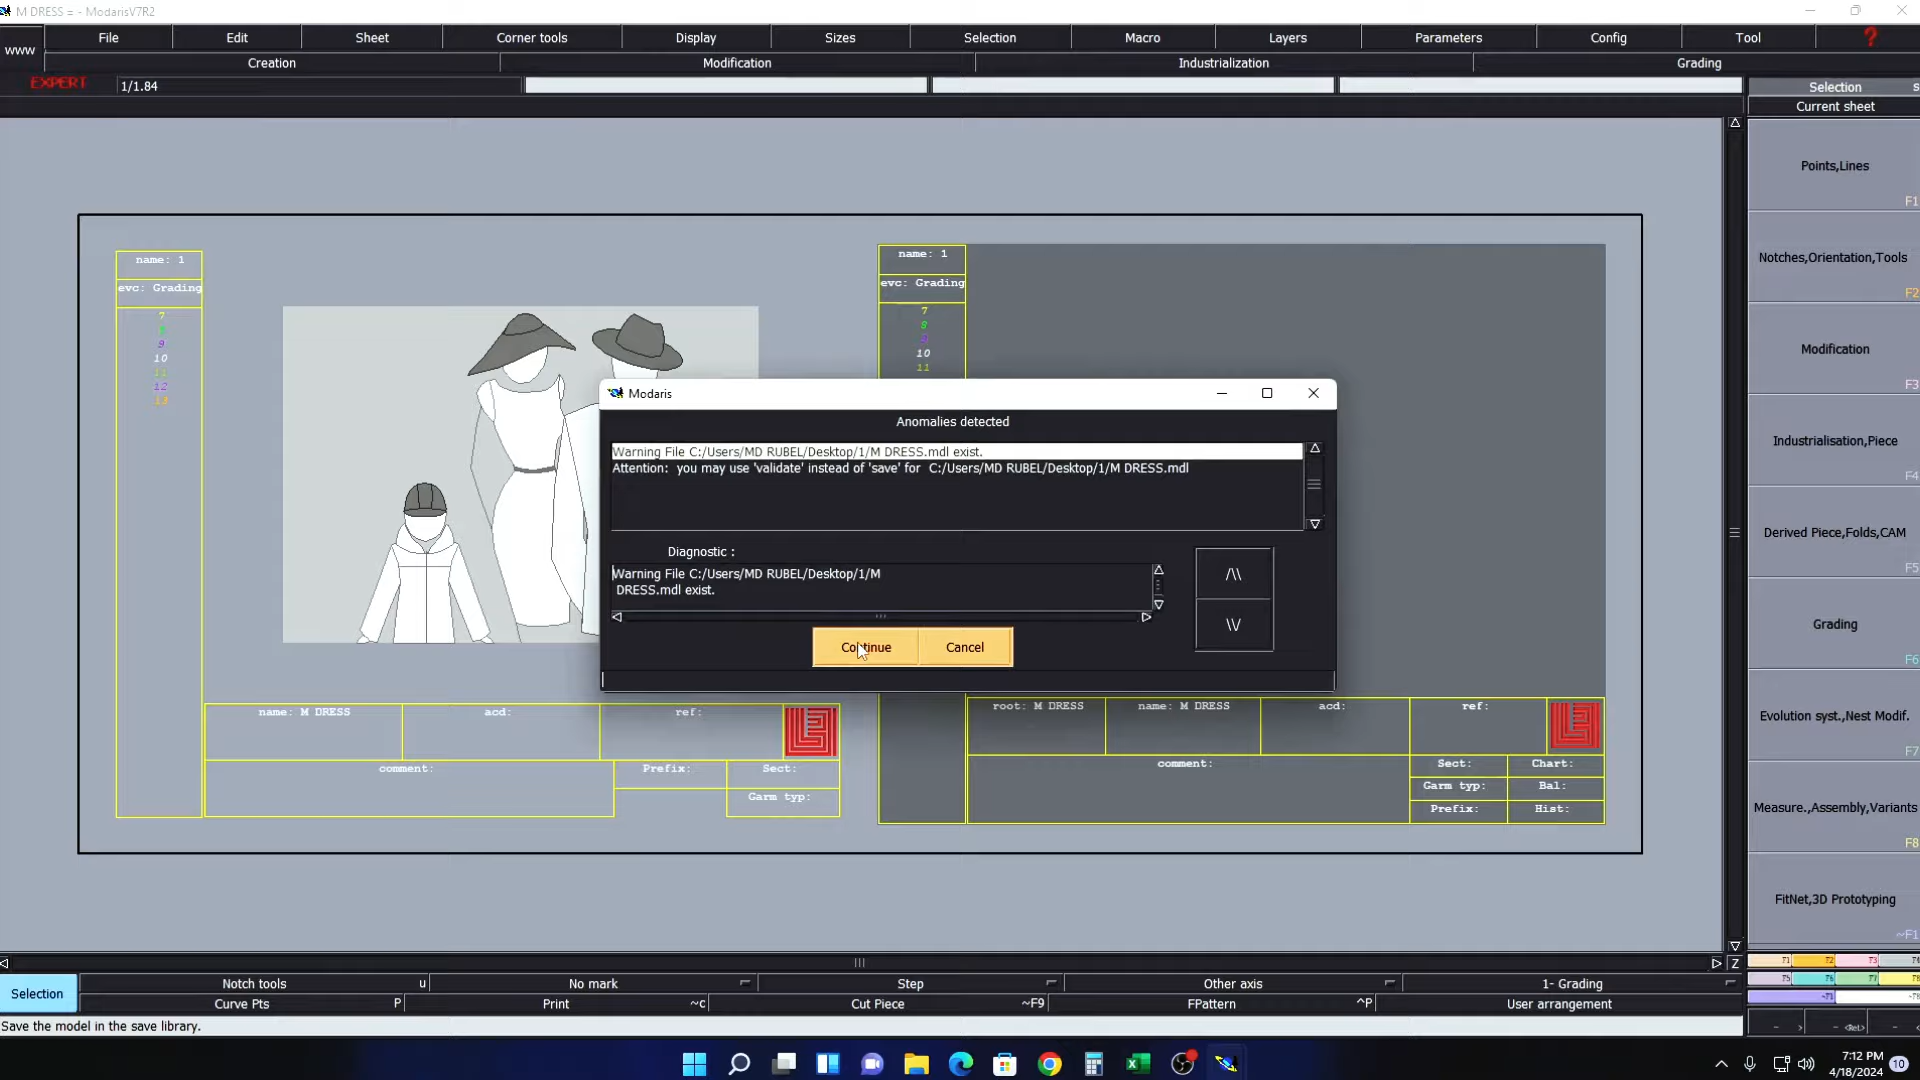 M DRESS = - ModarisV7R2
www
File Edit Sheet Corner tools Display Sizes Selection Macro Layers Parameters Config Tool ?
Creation Modification Industrialization Grading
EXPERT 1/1.84
Selection S
Current sheet
Points,Lines
F1
Notches,Orientation,Tools
F2
Modification
F3
Industrialisation,Piece
F4
Derived Piece,Folds,CAM
F5
Grading
F6
Evolution syst.,Nest Modif.
F7
Measure.,Assembly,Variants
F8
FitNet,3D Prototyping
~F1
name: 1
evc: Grading
7
8
9
10
11
12
13
name: M DRESS acd: ref:
comment: Prefix: Sect:
Garm typ:
name: 1
evc: Grading
7
8
9
10
11
root: M DRESS name: M DRESS acd: ref:
comment: Sect: Chart:
Garm typ: Bal:
Prefix: Hist:
Modaris
Anomalies detected
Warning File C:/Users/MD RUBEL/Desktop/1/M DRESS.mdl exist.
Attention: you may use 'validate' instead of 'save' for C:/Users/MD RUBEL/Desktop/1/M DRESS.mdl
Diagnostic :
Warning File C:/Users/MD RUBEL/Desktop/1/M
DRESS.mdl exist.
/\\
\\/
Continue Cancel
Z
Selection
Notch tools u No mark Step Other axis 1- Grading
Curve Pts P Print ~c Cut Piece ~F9 FPattern ^P User arrangement
Save the model in the save library.
7:12 PM
4/18/2024
10